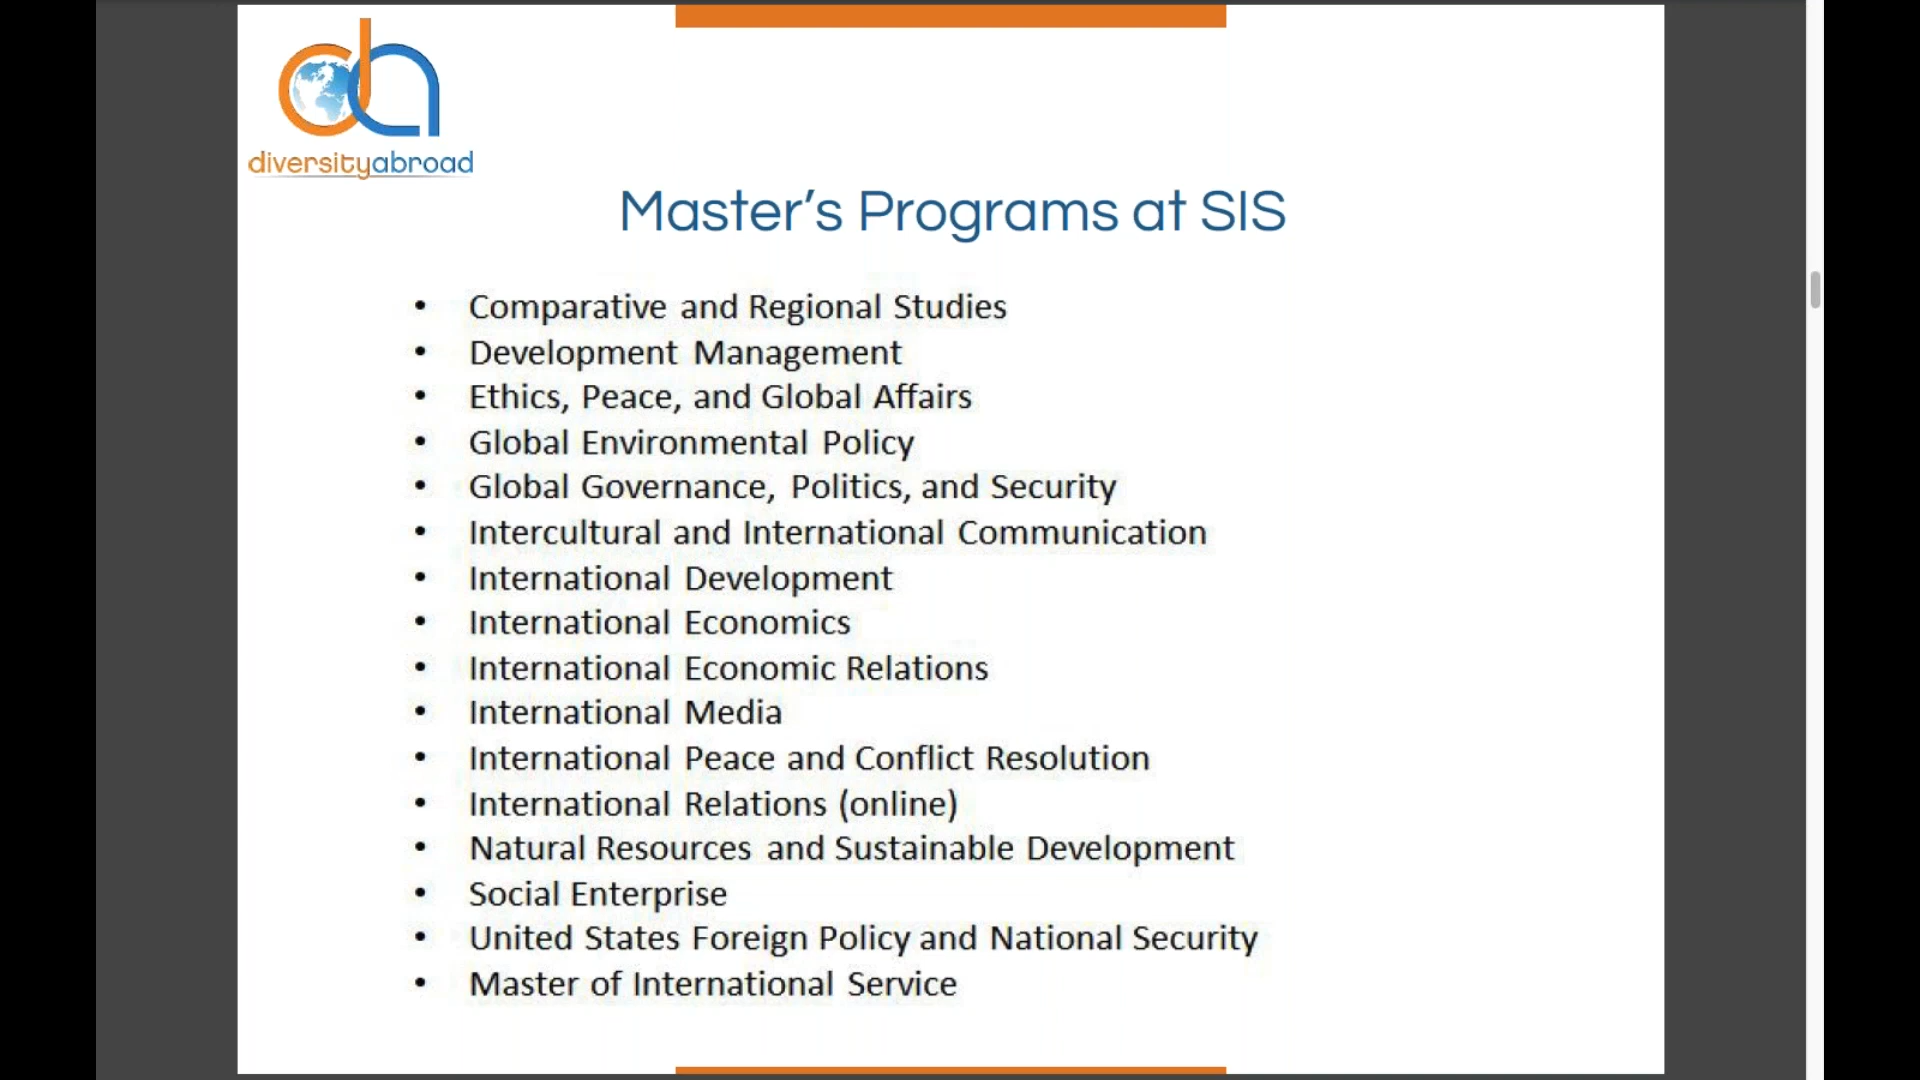 diversityabroad
Master's Programs at SIS
• Comparative and Regional Studies
• Development Management
• Ethics, Peace, and Global Affairs
• Global Environmental Policy
• Global Governance, Politics, and Security
• Intercultural and International Communication
• International Development
• International Economics
• International Economic Relations
• International Media
• International Peace and Conflict Resolution
• International Relations (online)
• Natural Resources and Sustainable Development
• Social Enterprise
• United States Foreign Policy and National Security
• Master of International Service